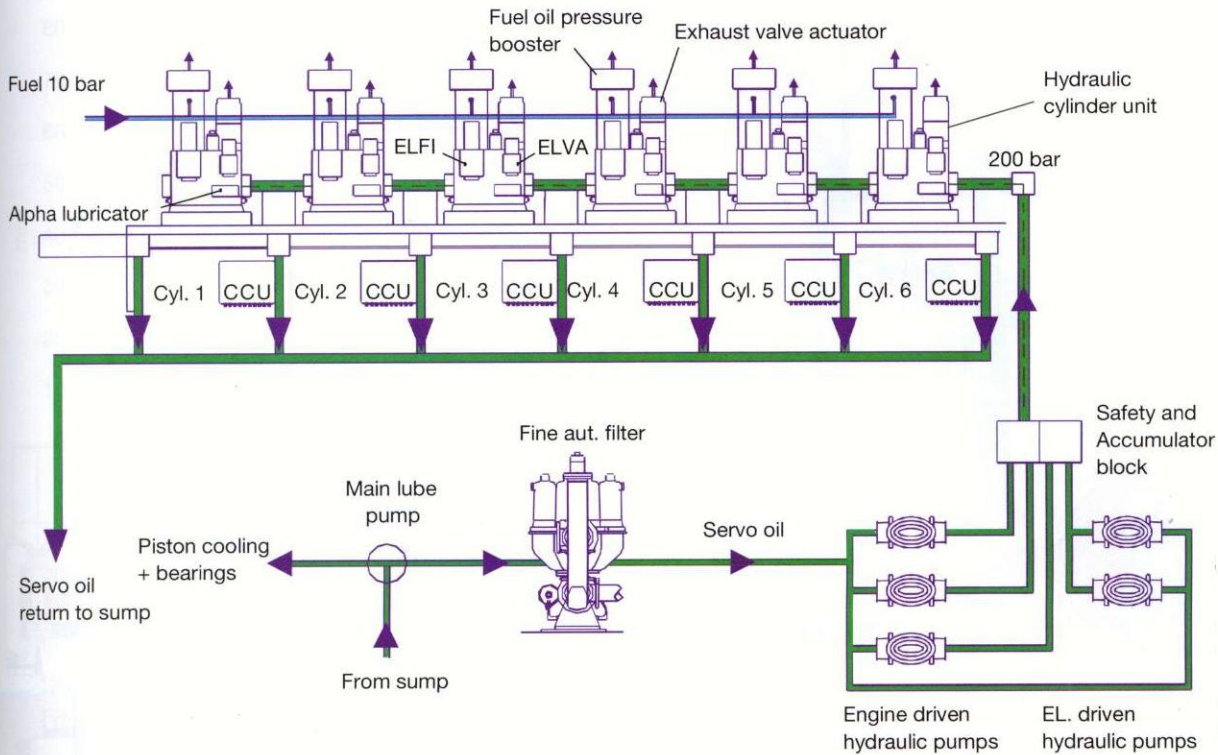 Fuel oil pressure
booster
Exhaust valve actuator
Fuel 10 bar
Hydraulic
cylinder unit
ELFI
ELVA
200 bar
Alpha lubricator
Cyl. 1
CCU
Cyl. 2
CCU
Cyl. 3
CCU
Cyl. 4
CCU
Cyl. 5
CCU
Cyl. 6
CCU
Safety and
Accumulator
block
Fine aut. filter
Main lube
pump
Servo oil
Piston cooling
+ bearings
Servo oil
return to sump
From sump
Engine driven
hydraulic pumps
EL. driven
hydraulic pumps